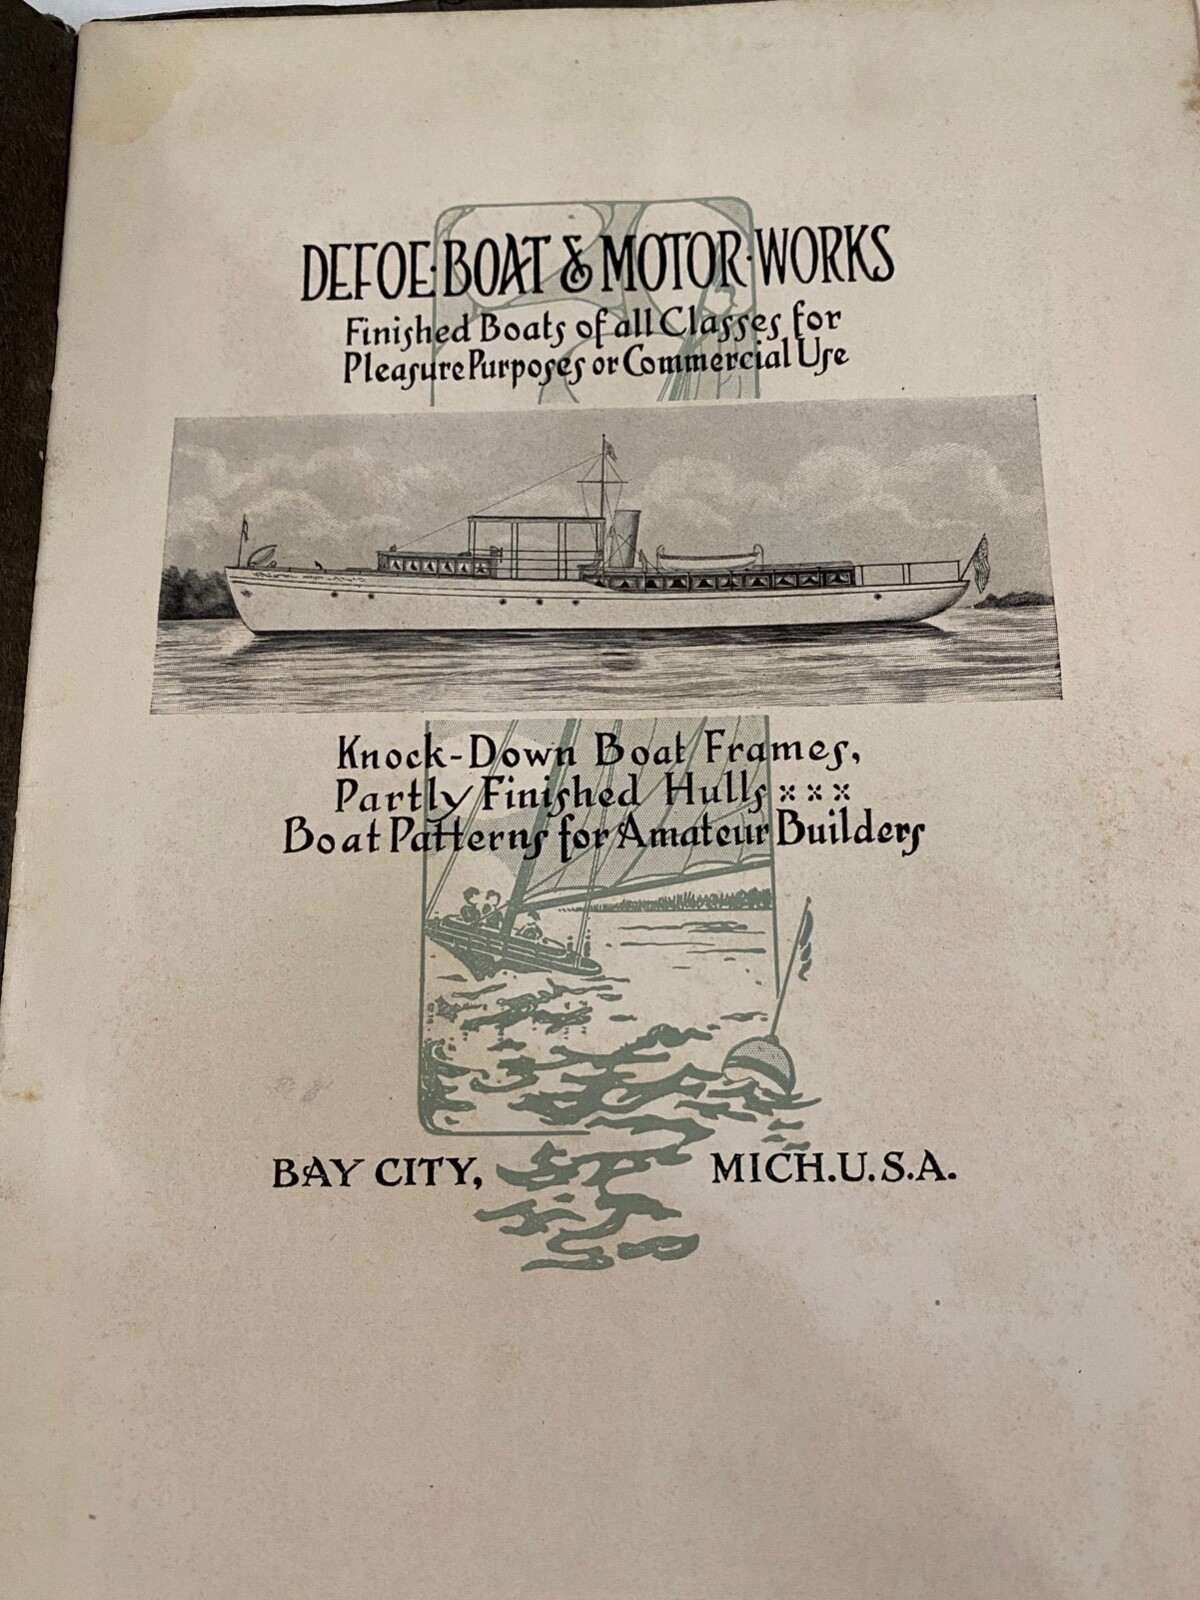 DEFOE·BOAT & MOTOR·WORKS
Finished Boats of all Classes for
Pleasure Purposes or Commercial Use
Knock-Down Boat Frames,
Partly Finished Hulls x x x
Boat Patterns for Amateur Builders
BAY CITY, MICH.U.S.A.